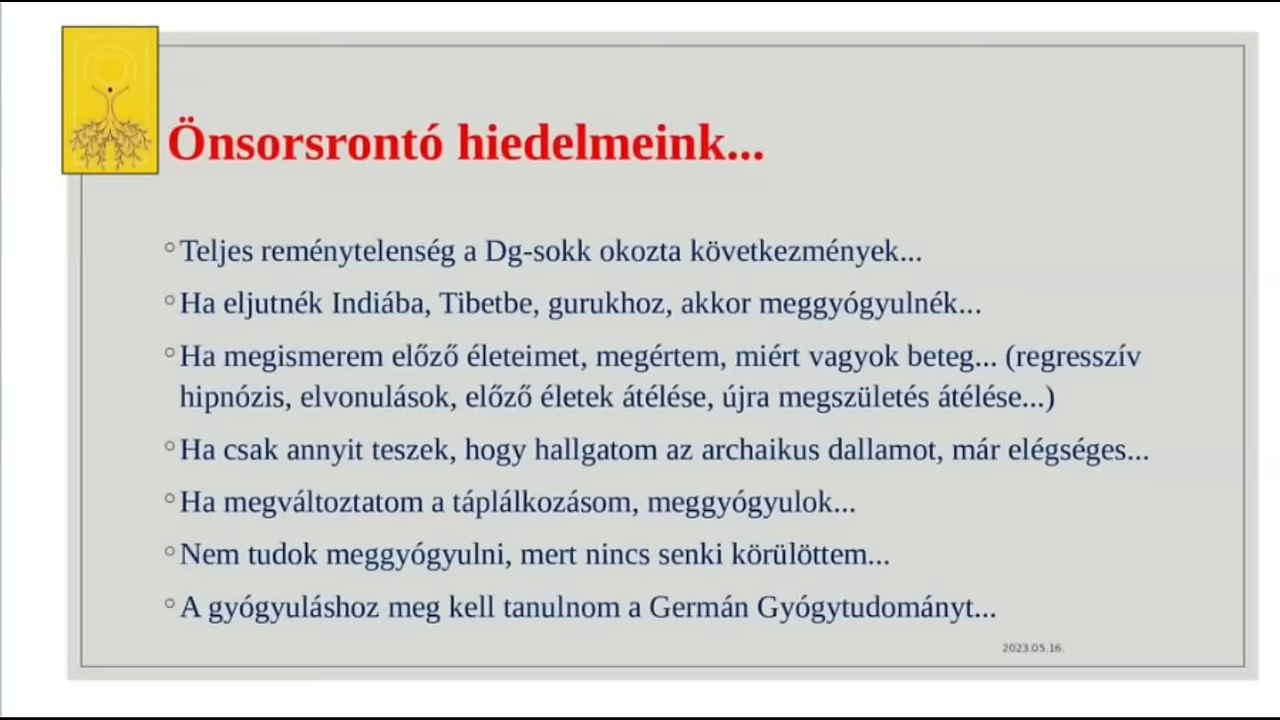 Önsorsrontó hiedelmeink...
Teljes reménytelenség a Dg-sokk okozta következmények...
Ha eljutnék Indiába, Tibetbe, gurukhoz, akkor meggyógyulnék...
Ha megismerem előző életeimet, megértem, miért vagyok beteg... (regresszív
hipnózis, elvonulások, előző életek átélése, újra megszületés átélése...)
Ha csak annyit teszek, hogy hallgatom az archaikus dallamot, már elégséges...
Ha megváltoztatom a táplálkozásom, meggyógyulok...
Nem tudok meggyógyulni, mert nincs senki körülöttem...
A gyógyuláshoz meg kell tanulnom a Germán Gyógytudományt...
2023.05.16.